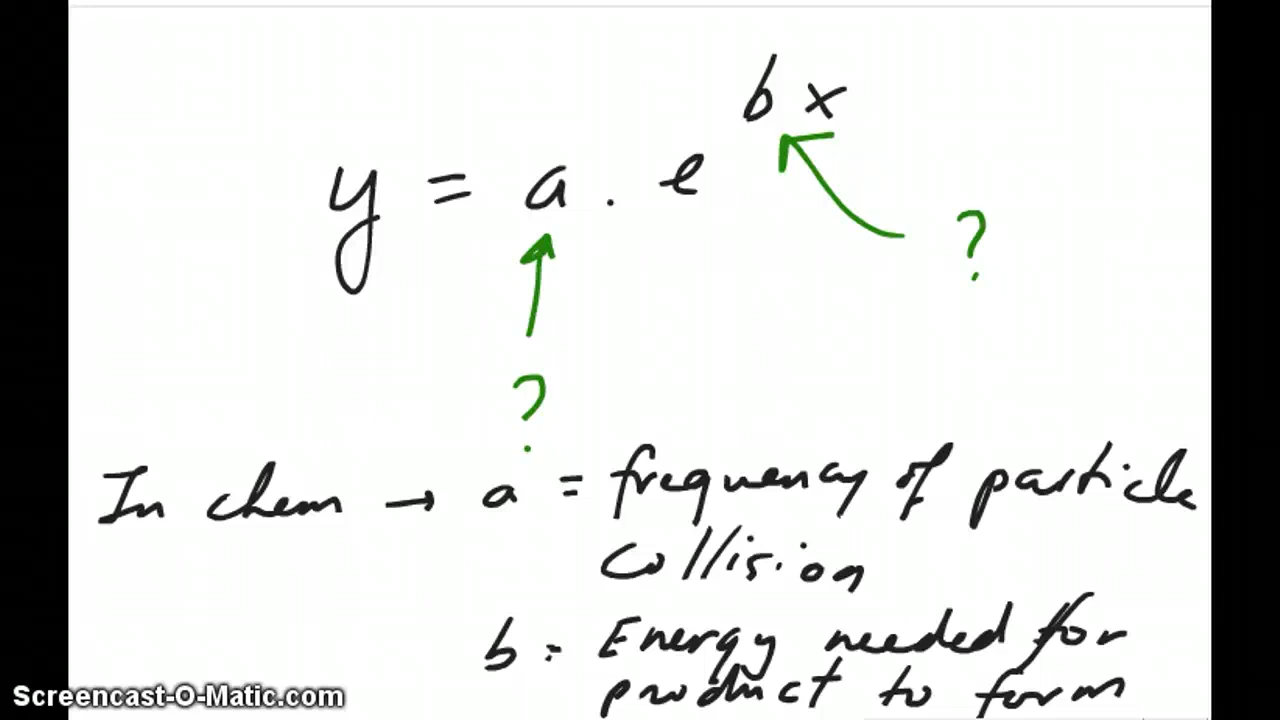 y = a . e^{bx}
?
?
In chem → a = frequency of particle
collision
b = Energy needed for
product to form
Screencast-O-Matic.com